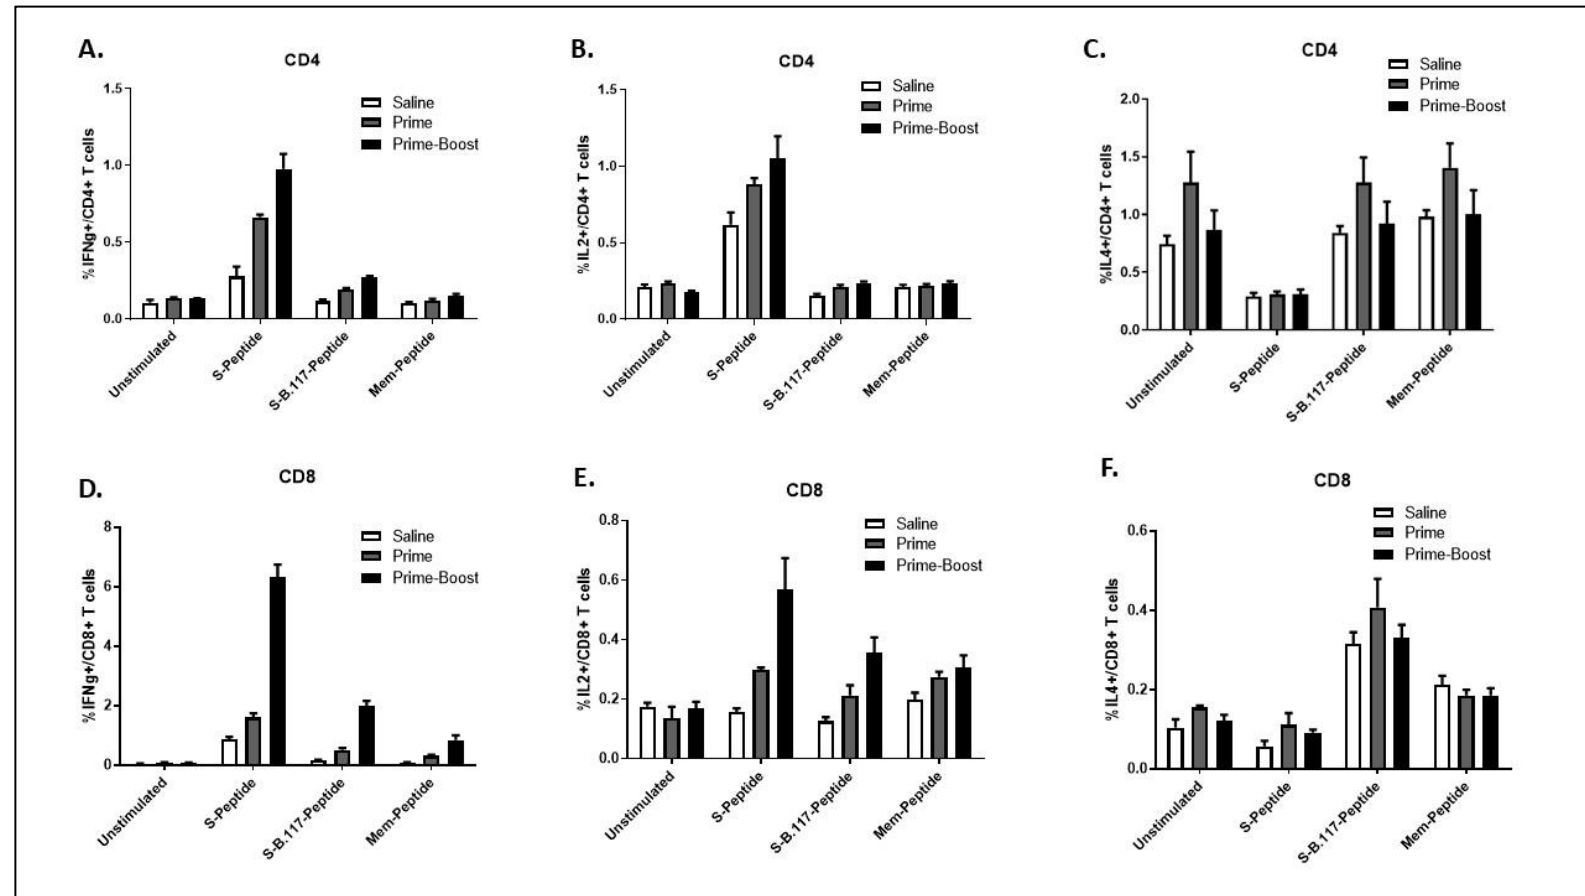 A.
CD4
%IFNg+/CD4+ T cells
1.5
1.0
0.5
0.0
Saline
Prime
Prime-Boost
Unstimulated
S-Peptide
S-B.117-Peptide
Mem-Peptide
B.
CD4
%IL2+/CD4+ T cells
1.5
1.0
0.5
0.0
Saline
Prime
Prime-Boost
Unstimulated
S-Peptide
S-B.117-Peptide
Mem-Peptide
C.
CD4
%IL4+/CD4+ T cells
2.0
1.5
1.0
0.5
0.0
Saline
Prime
Prime-Boost
Unstimulated
S-Peptide
S-B.117-Peptide
Mem-Peptide
D.
CD8
%IFNg+/CD8+ T cells
8
6
4
2
0
Saline
Prime
Prime-Boost
Unstimulated
S-Peptide
S-B.117-Peptide
Mem-Peptide
E.
CD8
%IL2+/CD8+ T cells
0.8
0.6
0.4
0.2
0.0
Saline
Prime
Prime-Boost
Unstimulated
S-Peptide
S-B.117-Peptide
Mem-Peptide
F.
CD8
%IL4+/CD8+ T cells
0.6
0.4
0.2
0.0
Saline
Prime
Prime-Boost
Unstimulated
S-Peptide
S-B.117-Peptide
Mem-Peptide